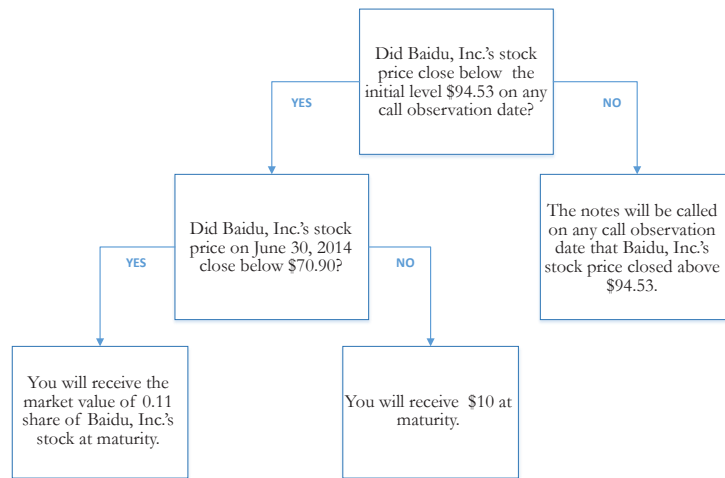 Did Baidu, Inc.'s stock
price close below the
initial level $94.53 on any
call observation date?
YES
NO
Did Baidu, Inc.'s stock
price on June 30, 2014
close below $70.90?
The notes will be called
on any call observation
date that Baidu, Inc.'s
stock price closed above
$94.53.
YES
NO
You will receive the
market value of 0.11
share of Baidu, Inc.'s
stock at maturity.
You will receive $10 at
maturity.